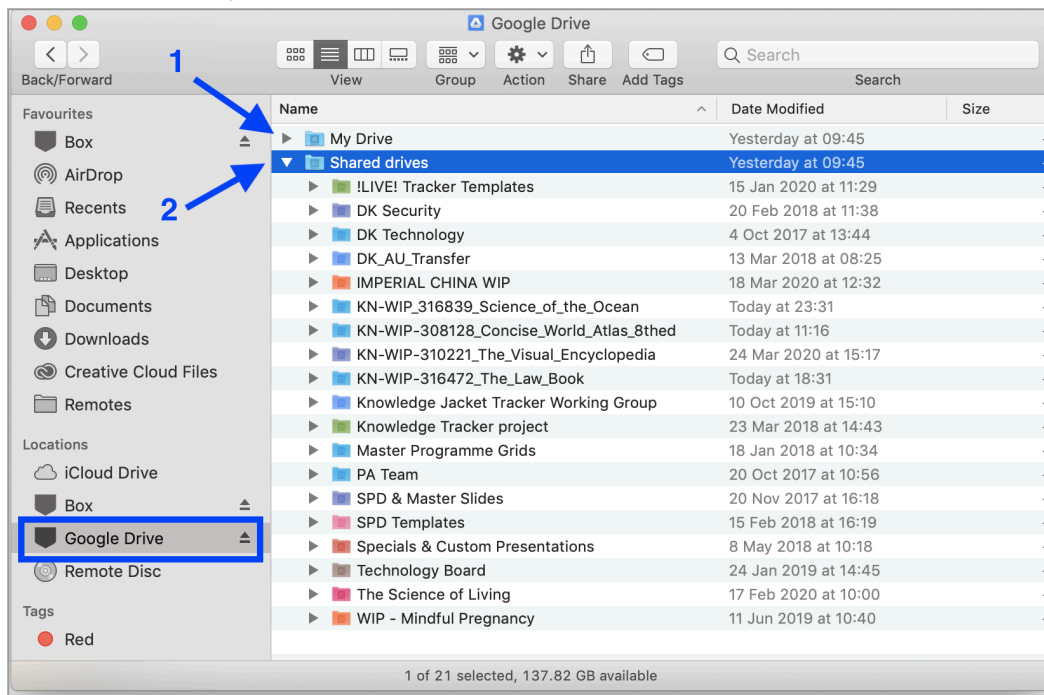 Google Drive
Search
Back/Forward View Group Action Share Add Tags Search
1
2
Favourites
Box
AirDrop
Recents
Applications
Desktop
Documents
Downloads
Creative Cloud Files
Remotes
Locations
iCloud Drive
Box
Google Drive
Remote Disc
Tags
Red
Name Date Modified Size
My Drive Yesterday at 09:45
Shared drives Yesterday at 09:45
!LIVE! Tracker Templates 15 Jan 2020 at 11:29
DK Security 20 Feb 2018 at 11:38
DK Technology 4 Oct 2017 at 13:44
DK_AU_Transfer 13 Mar 2018 at 08:25
IMPERIAL CHINA WIP 18 Mar 2020 at 12:32
KN-WIP_316839_Science_of_the_Ocean Today at 23:31
KN-WIP-308128_Concise_World_Atlas_8thed Today at 11:16
KN-WIP-310221_The_Visual_Encyclopedia 24 Mar 2020 at 15:17
KN-WIP-316472_The_Law_Book Today at 18:31
Knowledge Jacket Tracker Working Group 10 Oct 2019 at 15:10
Knowledge Tracker project 23 Mar 2018 at 14:43
Master Programme Grids 18 Jan 2018 at 10:34
PA Team 20 Oct 2017 at 10:56
SPD & Master Slides 20 Nov 2017 at 16:18
SPD Templates 15 Feb 2018 at 16:19
Specials & Custom Presentations 8 May 2018 at 10:18
Technology Board 24 Jan 2019 at 14:45
The Science of Living 17 Feb 2020 at 10:00
WIP - Mindful Pregnancy 11 Jun 2019 at 10:40
1 of 21 selected, 137.82 GB available